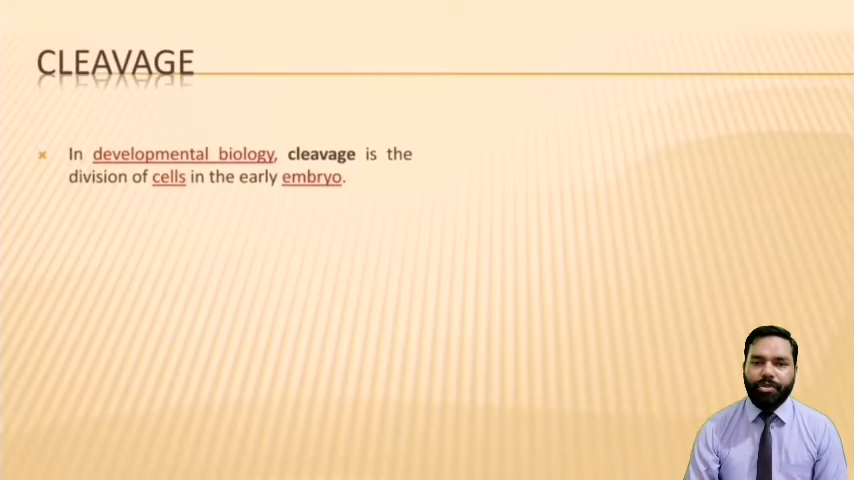 CLEAVAGE
In developmental biology, cleavage is the
division of cells in the early embryo.